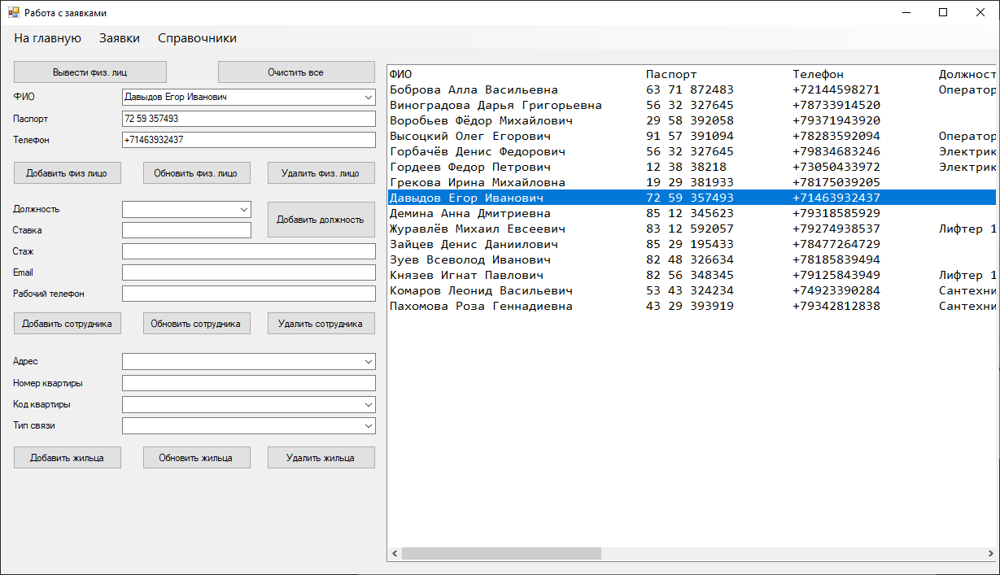 Работа с заявками
На главную Заявки Справочники
Вывести физ. лиц Очистить все
ФИО Давыдов Егор Иванович
Паспорт 72 59 357493
Телефон +71463932437
Добавить физ лицо Обновить физ. лицо Удалить физ. лицо
Должность Добавить должность
Ставка
Стаж
Email
Рабочий телефон
Добавить сотрудника Обновить сотрудника Удалить сотрудника
Адрес
Номер квартиры
Код квартиры
Тип связи
Добавить жильца Обновить жильца Удалить жильца
ФИО Паспорт Телефон Должност
Боброва Алла Васильевна 63 71 872483 +72144598271 Оператор
Виноградова Дарья Григорьевна 56 32 327645 +78733914520
Воробьев Фёдор Михайлович 29 58 392058 +79371943920
Высоцкий Олег Егорович 91 57 391094 +78283592094 Оператор
Горбачёв Денис Федорович 56 32 327645 +79834683246 Электрик
Гордеев Федор Петрович 12 38 38218 +73050433972 Электрик
Грекова Ирина Михайловна 19 29 381933 +78175039205
Давыдов Егор Иванович 72 59 357493 +71463932437
Демина Анна Дмитриевна 85 12 345623 +79318585929
Журавлёв Михаил Евсеевич 83 12 592057 +79274938537 Лифтер 1
Зайцев Денис Даниилович 85 29 195433 +78477264729
Зуев Всеволод Иванович 82 48 326634 +78185839494
Князев Игнат Павлович 82 56 348345 +79125843949 Лифтер 1
Комаров Леонид Васильевич 53 43 324234 +74923390284 Сантехни
Пахомова Роза Геннадиевна 43 29 393919 +79342812838 Сантехни